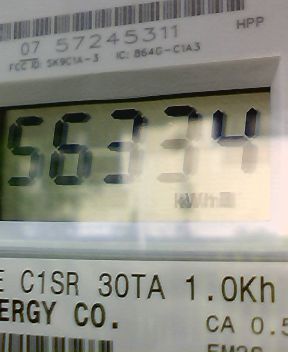 HPP
07 57245311
FCC ID: SK9C1A-3 IC: 864G-C1A3
56334
kWh
E C1SR 30TA 1.0Kh
ERGY CO.
CA 0.5